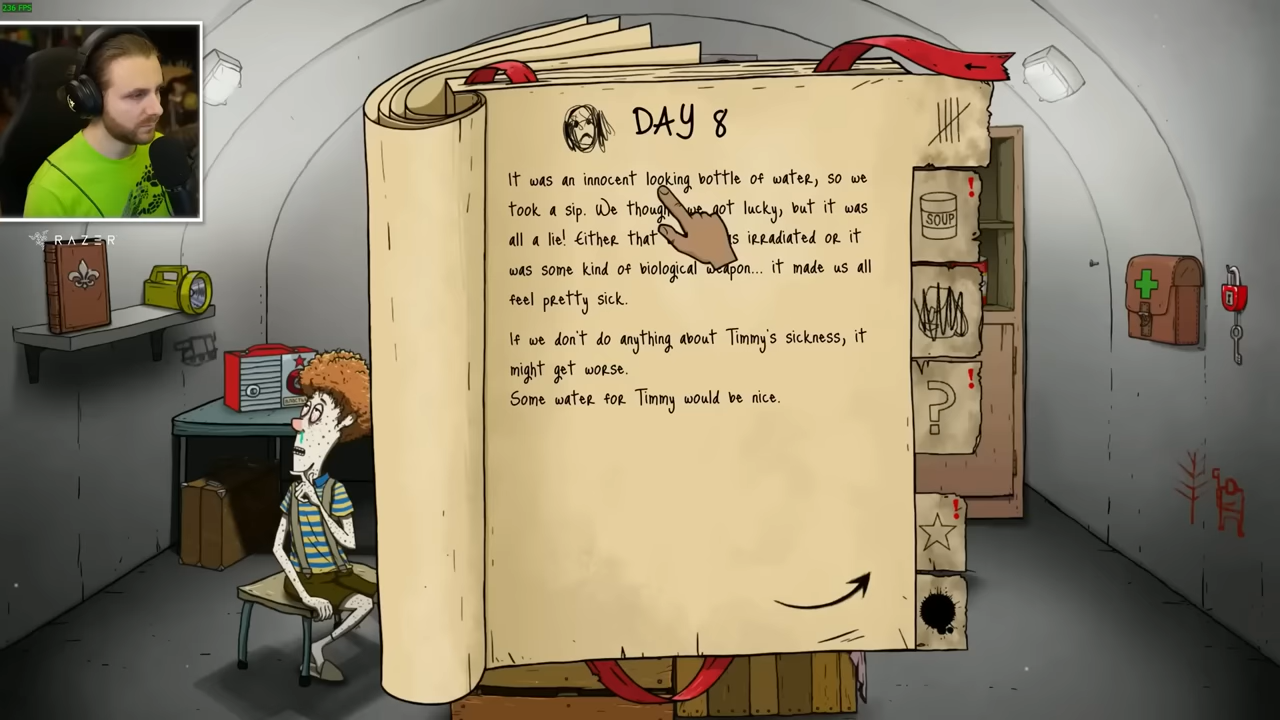 236 FPS
RAZER
DAY 8
It was an innocent looking bottle of water, so we
took a sip. We though we got lucky, but it was
all a lie! Either that was irradiated or it
was some kind of biological weapon... it made us all
feel pretty sick.
If we don't do anything about Timmy's sickness, it
might get worse.
Some water for Timmy would be nice.
SOUP